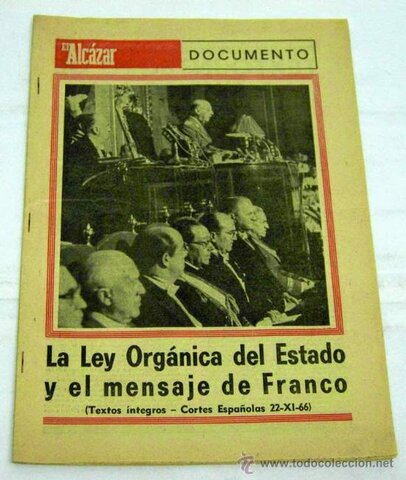 El Alcázar
DOCUMENTO
La Ley Orgánica del Estado
y el mensaje de Franco
(Textos íntegros - Cortes Españolas 22-XI-66)
© www.todocoleccion.net